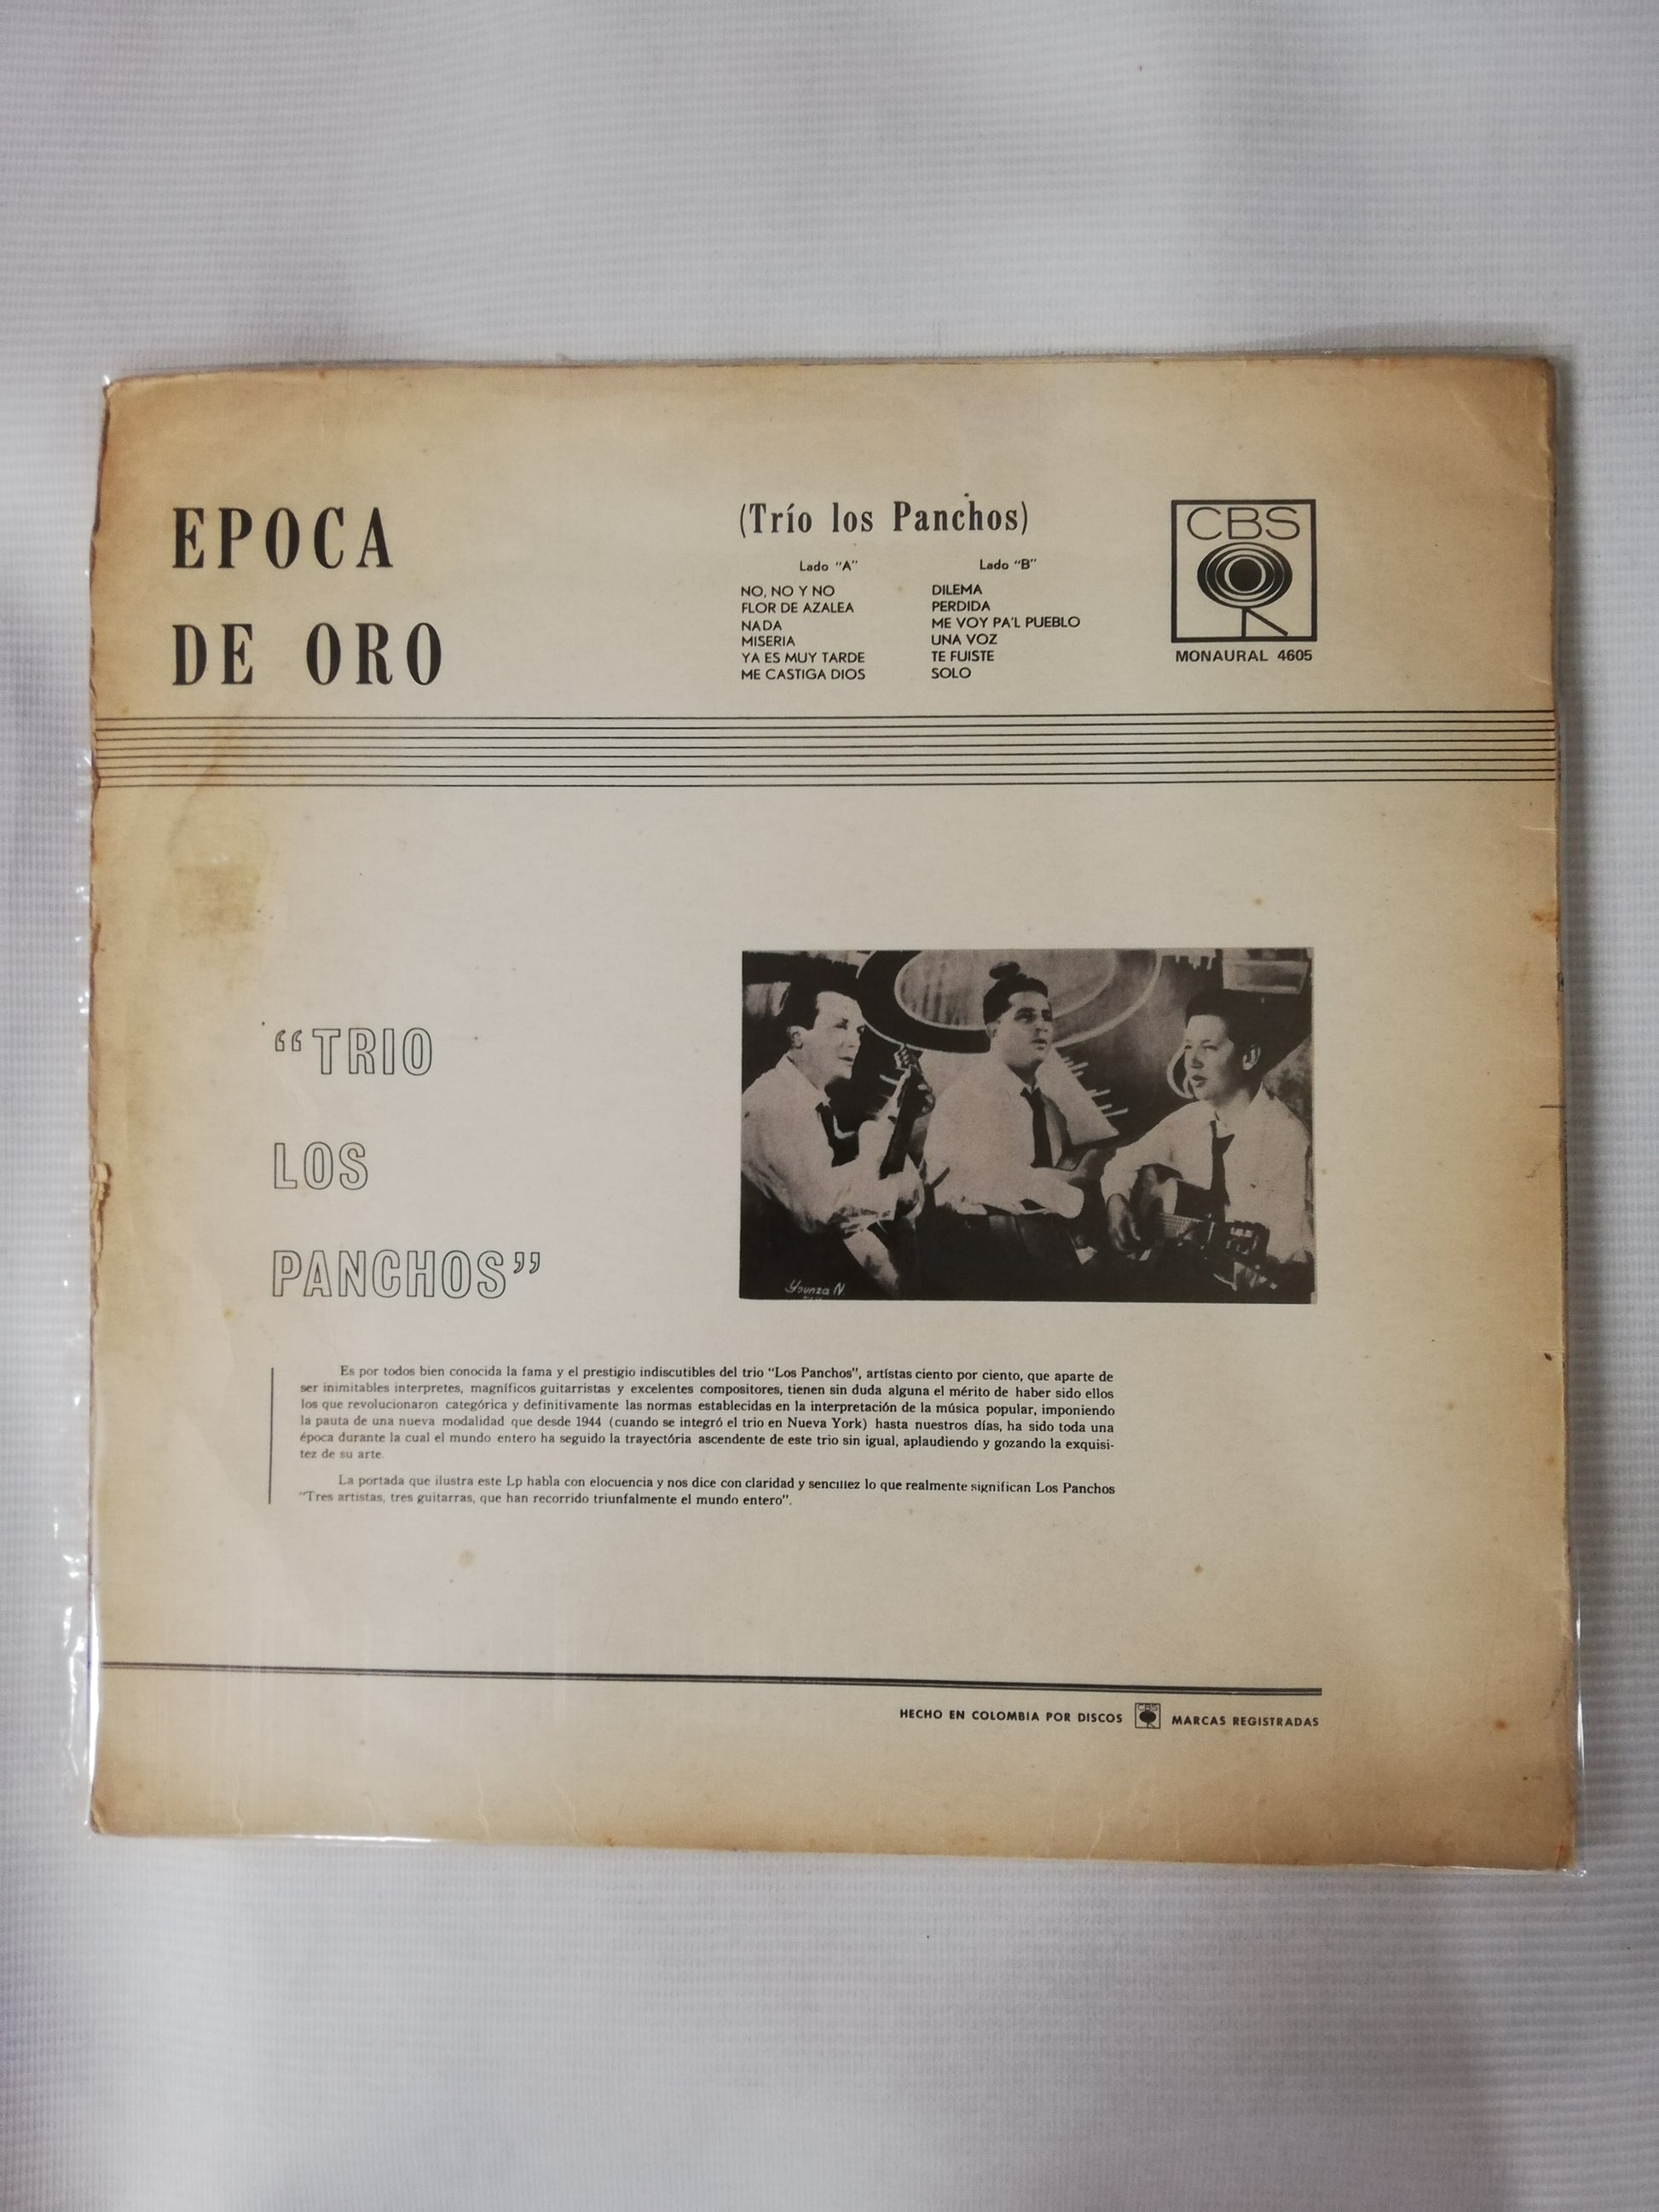 EPOCA
DE ORO
(Trío los Panchos)
Lado "A"
NO, NO Y NO
FLOR DE AZALEA
NADA
MISERIA
YA ES MUY TARDE
ME CASTIGA DIOS
Lado "B"
DILEMA
PERDIDA
ME VOY PA'L PUEBLO
UNA VOZ
TE FUISTE
SOLO
CBS
MONAURAL 4605
“TRIO
LOS
PANCHOS”
Es por todos bien conocida la fama y el prestigio indiscutibles del trio "Los Panchos", artístas ciento por ciento, que aparte de
ser inimitables interpretes, magníficos guitarristas y excelentes compositores, tienen sin duda alguna el mérito de haber sido ellos
los que revolucionaron categórica y definitivamente las normas establecidas en la interpretación de la música popular, imponiendo
la pauta de una nueva modalidad que desde 1944 (cuando se integró el trio en Nueva York) hasta nuestros días, ha sido toda una
época durante la cual el mundo entero ha seguido la trayectória ascendente de este trio sin igual, aplaudiendo y gozando la exquisi-
tez de su arte.
La portada que ilustra este Lp habla con elocuencia y nos dice con claridad y sencillez lo que realmente significan Los Panchos
"Tres artistas, tres guitarras, que han recorrido triunfalmente el mundo entero".
HECHO EN COLOMBIA POR DISCOS CBS MARCAS REGISTRADAS